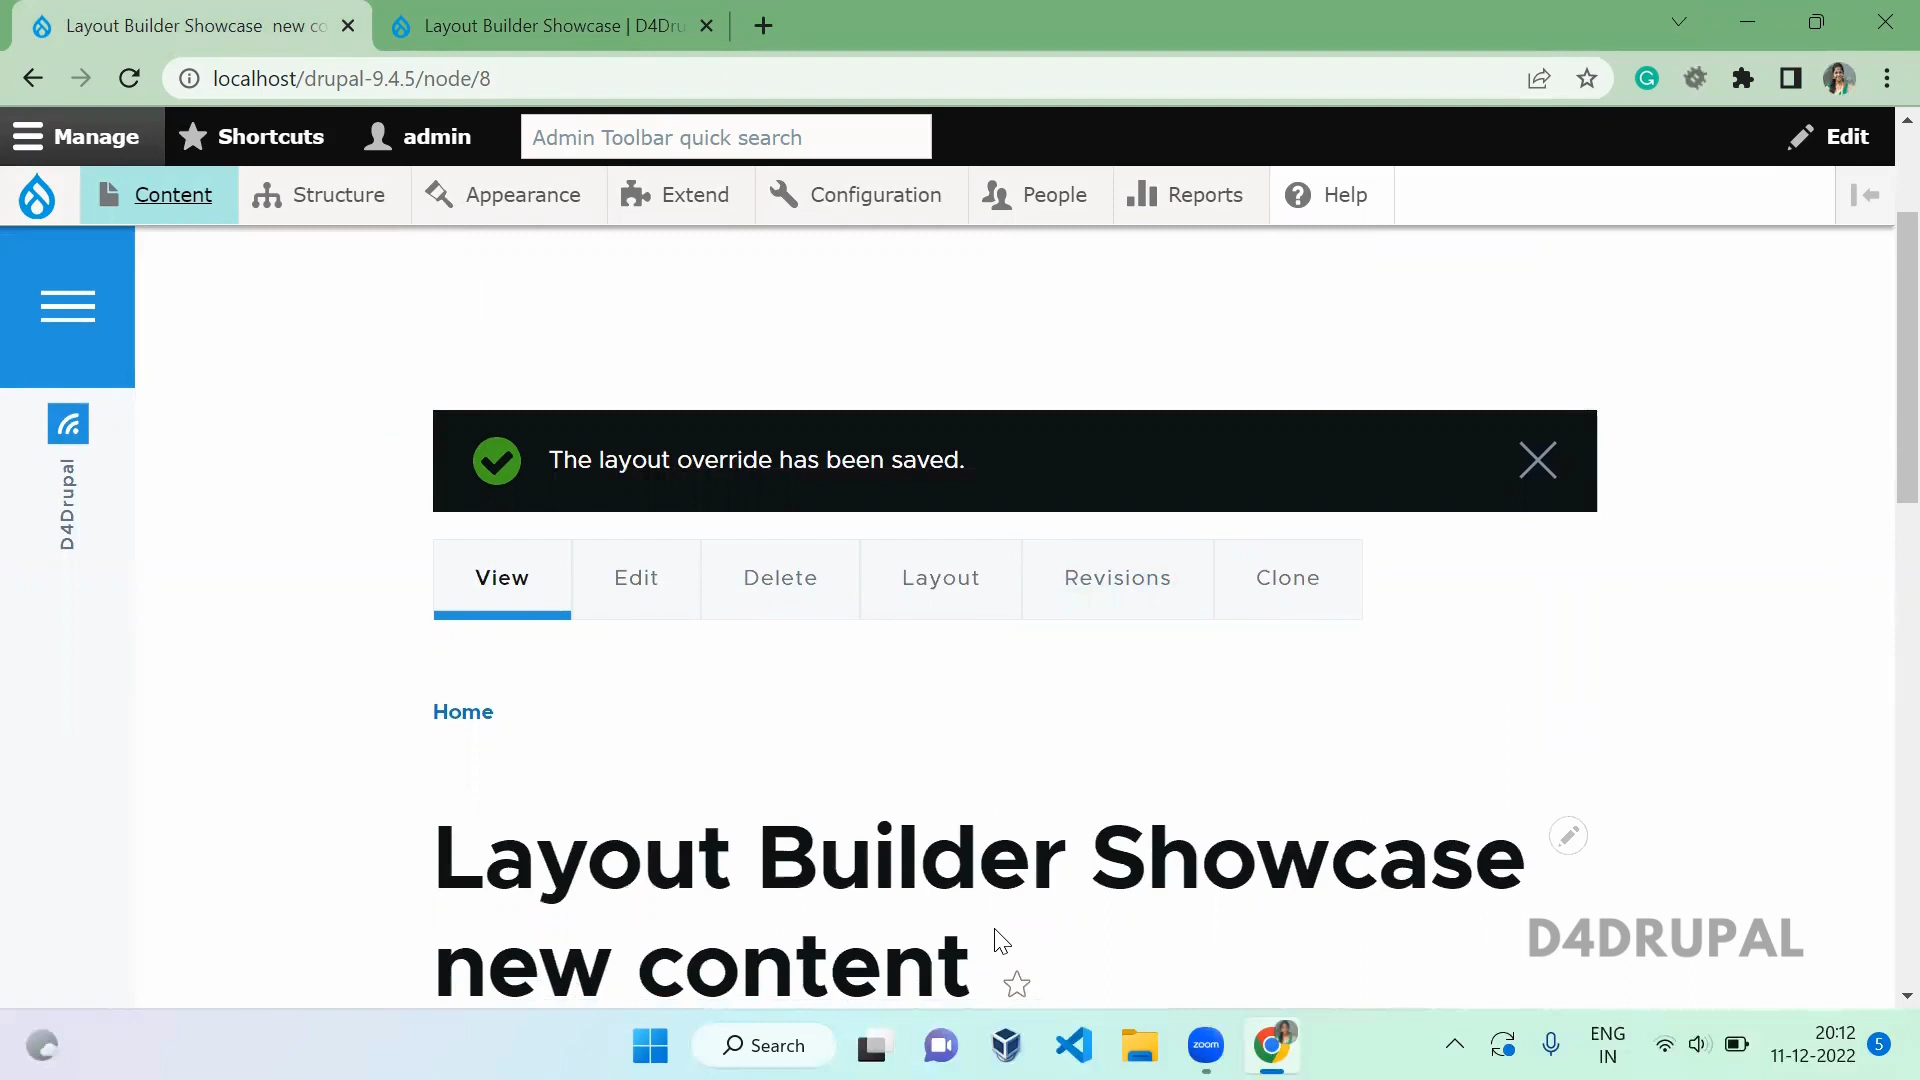 Layout Builder Showcase new co
Layout Builder Showcase | D4Dru
localhost/drupal-9.4.5/node/8
Manage
Shortcuts
admin
Admin Toolbar quick search
Edit
Content
Structure
Appearance
Extend
Configuration
People
Reports
Help
D4Drupal
The layout override has been saved.
View
Edit
Delete
Layout
Revisions
Clone
Home
Layout Builder Showcase
new content
D4DRUPAL
Search
zoom
ENG
IN
20:12
11-12-2022
5